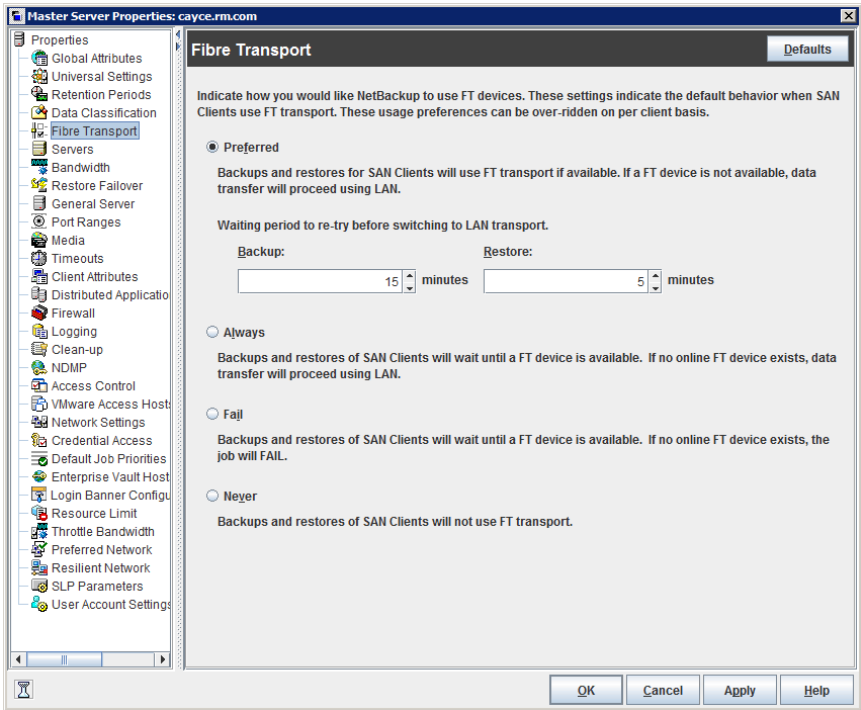 Master Server Properties: cayce.rm.com
Properties
Global Attributes
Universal Settings
Retention Periods
Data Classification
Fibre Transport
Servers
Bandwidth
Restore Failover
General Server
Port Ranges
Media
Timeouts
Client Attributes
Distributed Applicatio
Firewall
Logging
Clean-up
NDMP
Access Control
VMware Access Hosts
Network Settings
Credential Access
Default Job Priorities
Enterprise Vault Host
Login Banner Configu
Resource Limit
Throttle Bandwidth
Preferred Network
Resilient Network
SLP Parameters
User Account Settings
Fibre Transport
Defaults
Indicate how you would like NetBackup to use FT devices. These settings indicate the default behavior when SAN
Clients use FT transport. These usage preferences can be over-ridden on per client basis.
Preferred
Backups and restores for SAN Clients will use FT transport if available. If a FT device is not available, data
transfer will proceed using LAN.
Waiting period to re-try before switching to LAN transport.
Backup: Restore:
15 minutes 5 minutes
Always
Backups and restores of SAN Clients will wait until a FT device is available. If no online FT device exists, data
transfer will proceed using LAN.
Fail
Backups and restores of SAN Clients will wait until a FT device is available. If no online FT device exists, the
job will FAIL.
Never
Backups and restores of SAN Clients will not use FT transport.
OK Cancel Apply Help